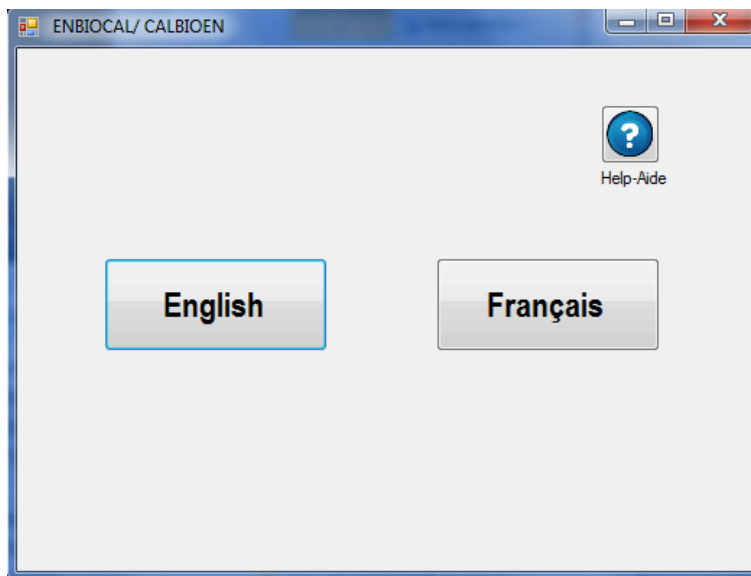 ENBIOCAL/ CALBIOEN
?
Help-Aide
English
Français